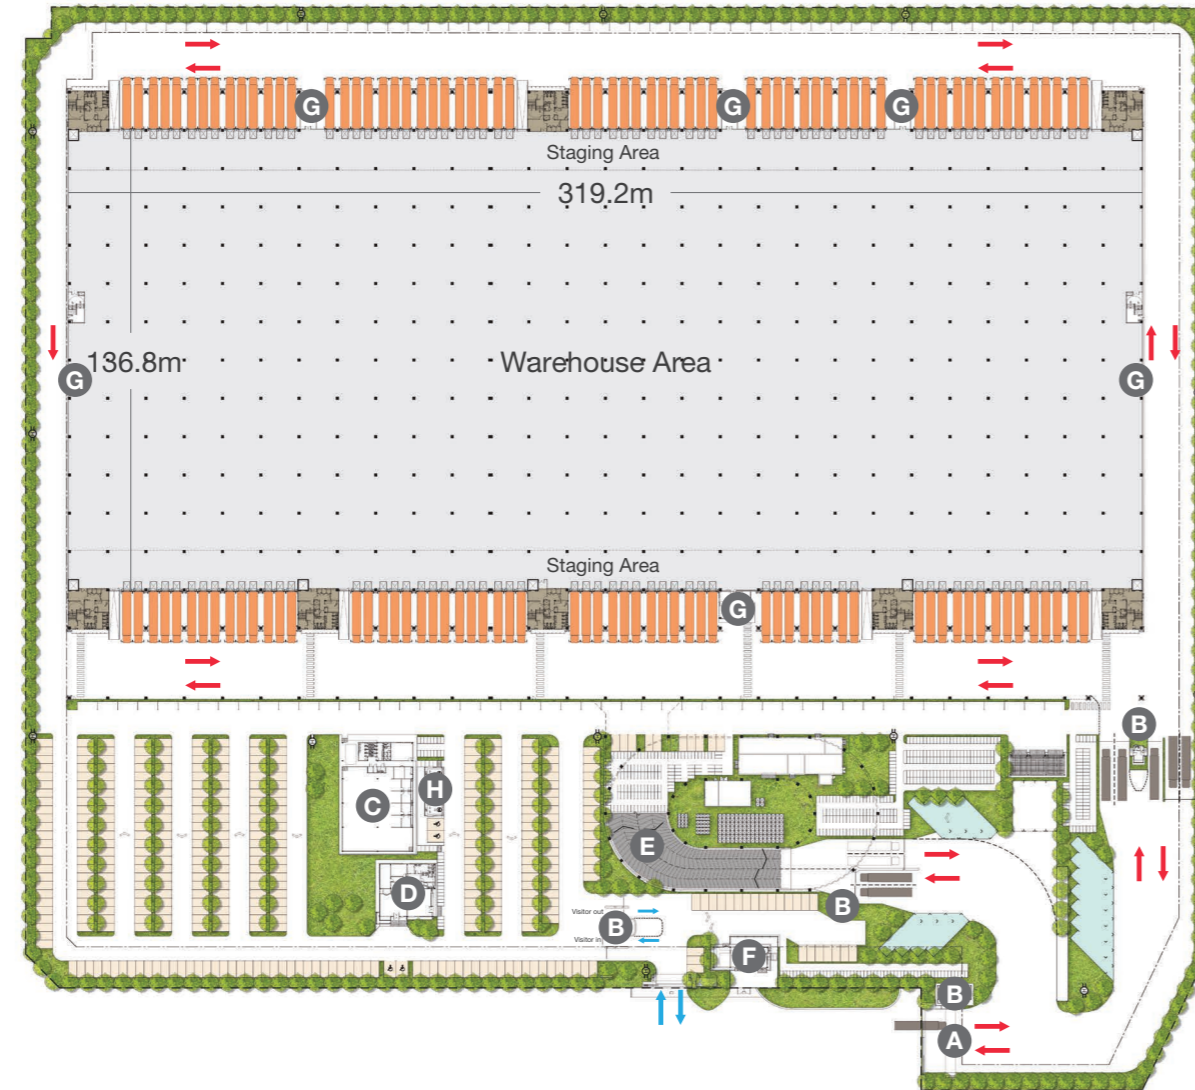 G G G
Staging Area
319.2m
136.8m
Warehouse Area
G G
Staging Area
G
B
C H
E
D
B
Visitor out
B
Visitor in
F
B
A